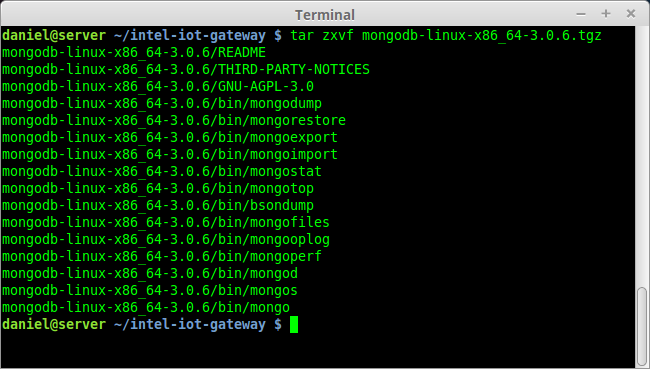 Terminal
daniel@server ~/intel-iot-gateway $ tar zxvf mongodb-linux-x86_64-3.0.6.tgz
mongodb-linux-x86_64-3.0.6/README
mongodb-linux-x86_64-3.0.6/THIRD-PARTY-NOTICES
mongodb-linux-x86_64-3.0.6/GNU-AGPL-3.0
mongodb-linux-x86_64-3.0.6/bin/mongodump
mongodb-linux-x86_64-3.0.6/bin/mongorestore
mongodb-linux-x86_64-3.0.6/bin/mongoexport
mongodb-linux-x86_64-3.0.6/bin/mongoimport
mongodb-linux-x86_64-3.0.6/bin/mongostat
mongodb-linux-x86_64-3.0.6/bin/mongotop
mongodb-linux-x86_64-3.0.6/bin/bsondump
mongodb-linux-x86_64-3.0.6/bin/mongofiles
mongodb-linux-x86_64-3.0.6/bin/mongooplog
mongodb-linux-x86_64-3.0.6/bin/mongoperf
mongodb-linux-x86_64-3.0.6/bin/mongod
mongodb-linux-x86_64-3.0.6/bin/mongos
mongodb-linux-x86_64-3.0.6/bin/mongo
daniel@server ~/intel-iot-gateway $